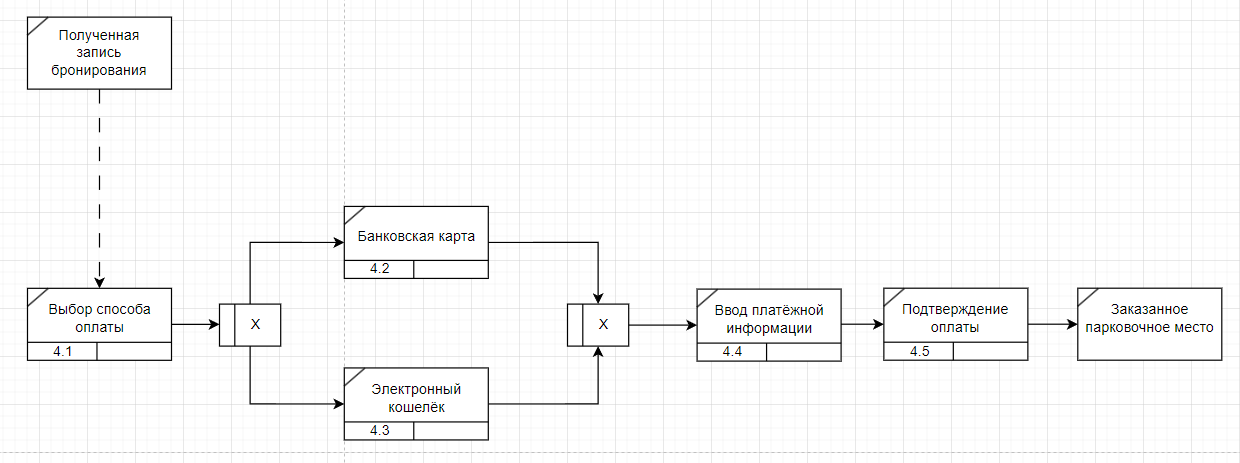 Полученная
запись
бронирования
Выбор способа
оплаты
4.1
X
Банковская карта
4.2
Электронный
кошелёк
4.3
X
Ввод платёжной
информации
4.4
Подтверждение
оплаты
4.5
Заказанное
парковочное место